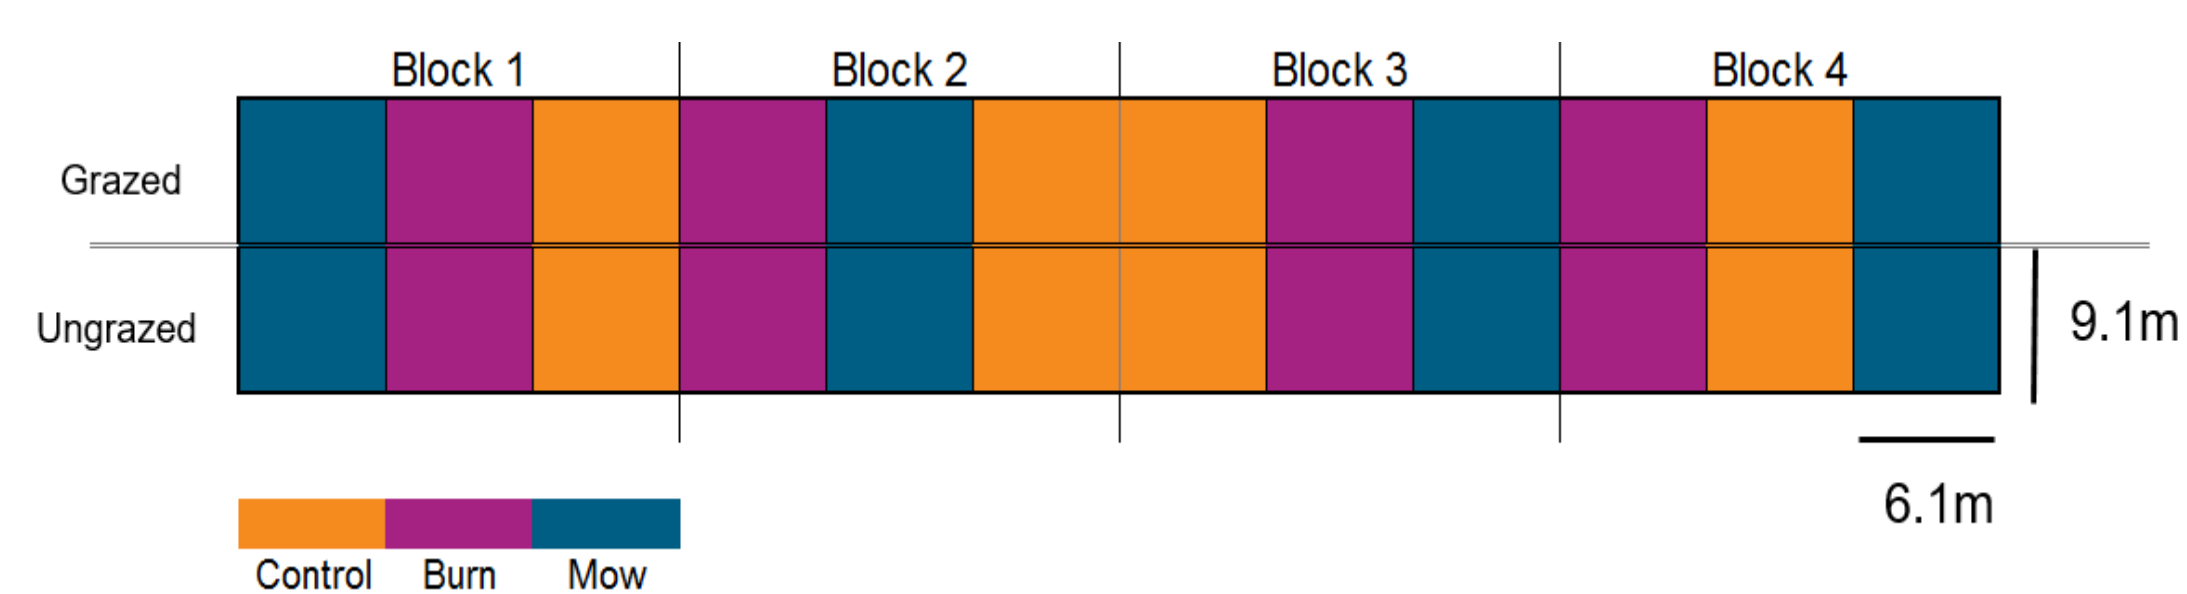 Block 1 Block 2 Block 3 Block 4
Grazed
Ungrazed
9.1m
6.1m
Control Burn Mow